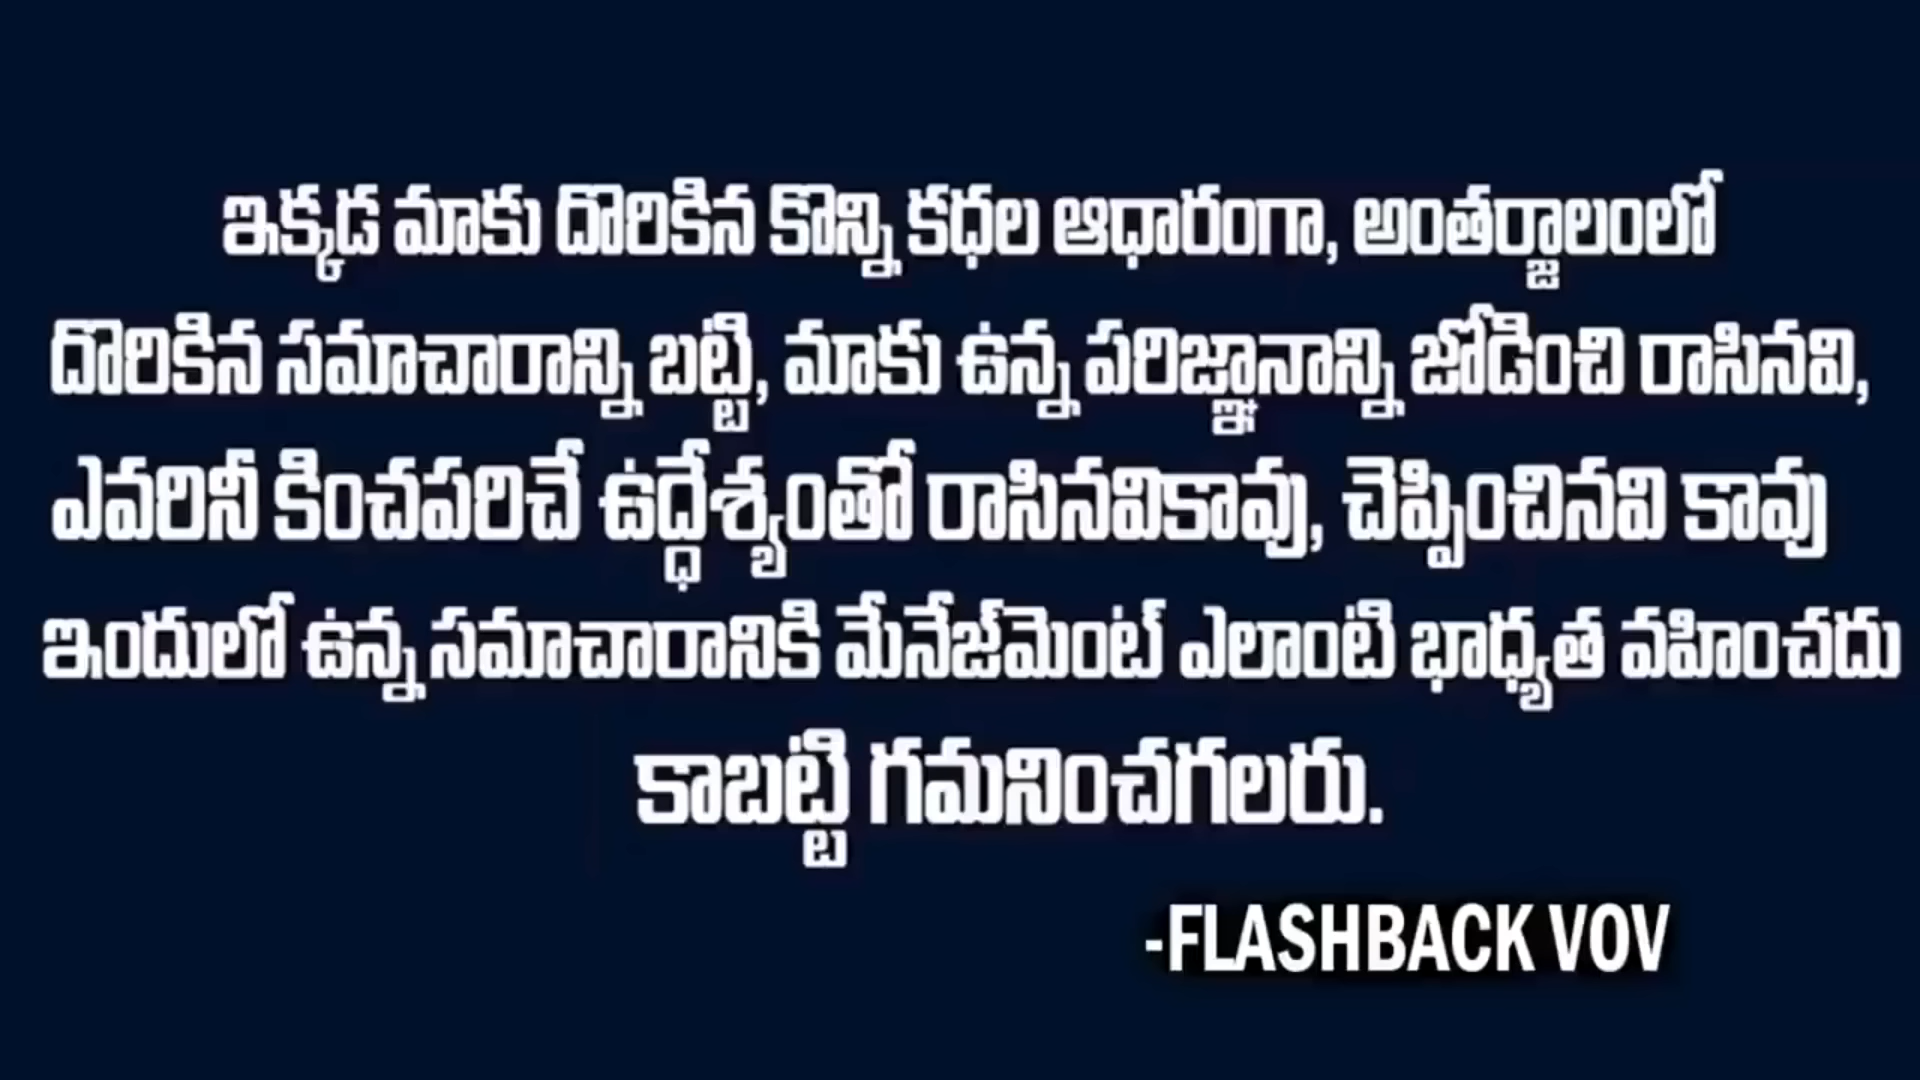 ఇక్కడ మాకు దొరికిన కొన్ని కధల ఆధారంగా, అంతర్జాలంలో
దొరికిన సమాచారాన్ని బట్టి, మాకు ఉన్న పరిజ్ఞానాన్ని జోడించి రాసినవి,
ఎవరినీ కించపరిచే ఉద్ధేశ్యంతో రాసినవికావు, చెప్పించినవి కావు
ఇందులో ఉన్న సమాచారానికి మేనేజ్‌మెంట్ ఎలాంటి భాధ్యత వహించదు
కాబట్టి గమనించగలరు.
-FLASHBACK VOV